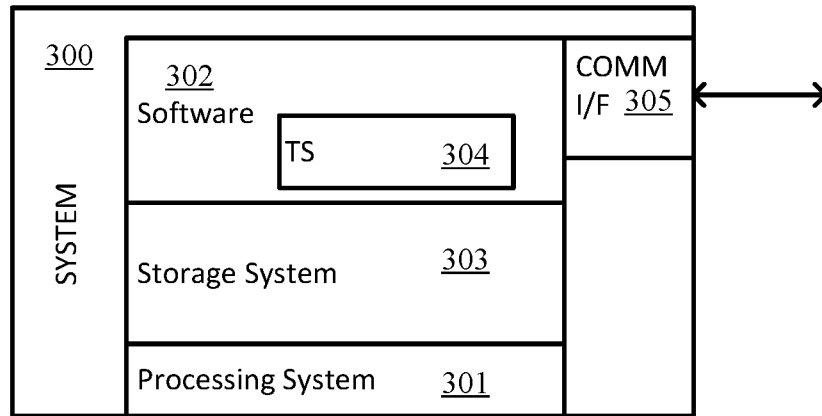 300
SYSTEM
302
Software
TS 304
COMM
I/F 305
Storage System 303
Processing System 301